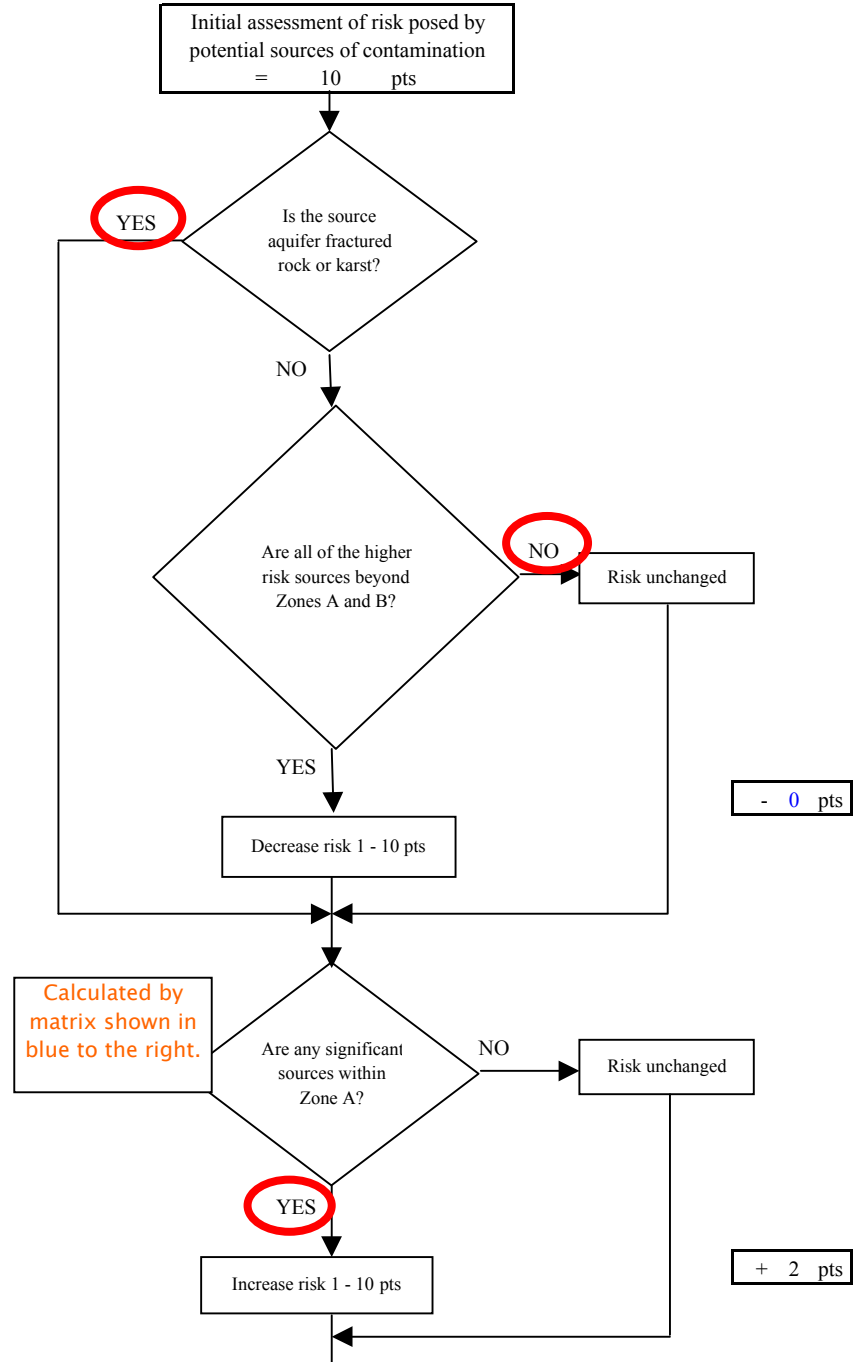 Initial assessment of risk posed by
potential sources of contamination
= 10 pts
YES
Is the source
aquifer fractured
rock or karst?
NO
Are all of the higher
risk sources beyond
Zones A and B?
NO
Risk unchanged
YES
- 0 pts
Decrease risk 1 - 10 pts
Calculated by
matrix shown in
blue to the right.
Are any significant
sources within
Zone A?
NO
Risk unchanged
YES
+ 2 pts
Increase risk 1 - 10 pts